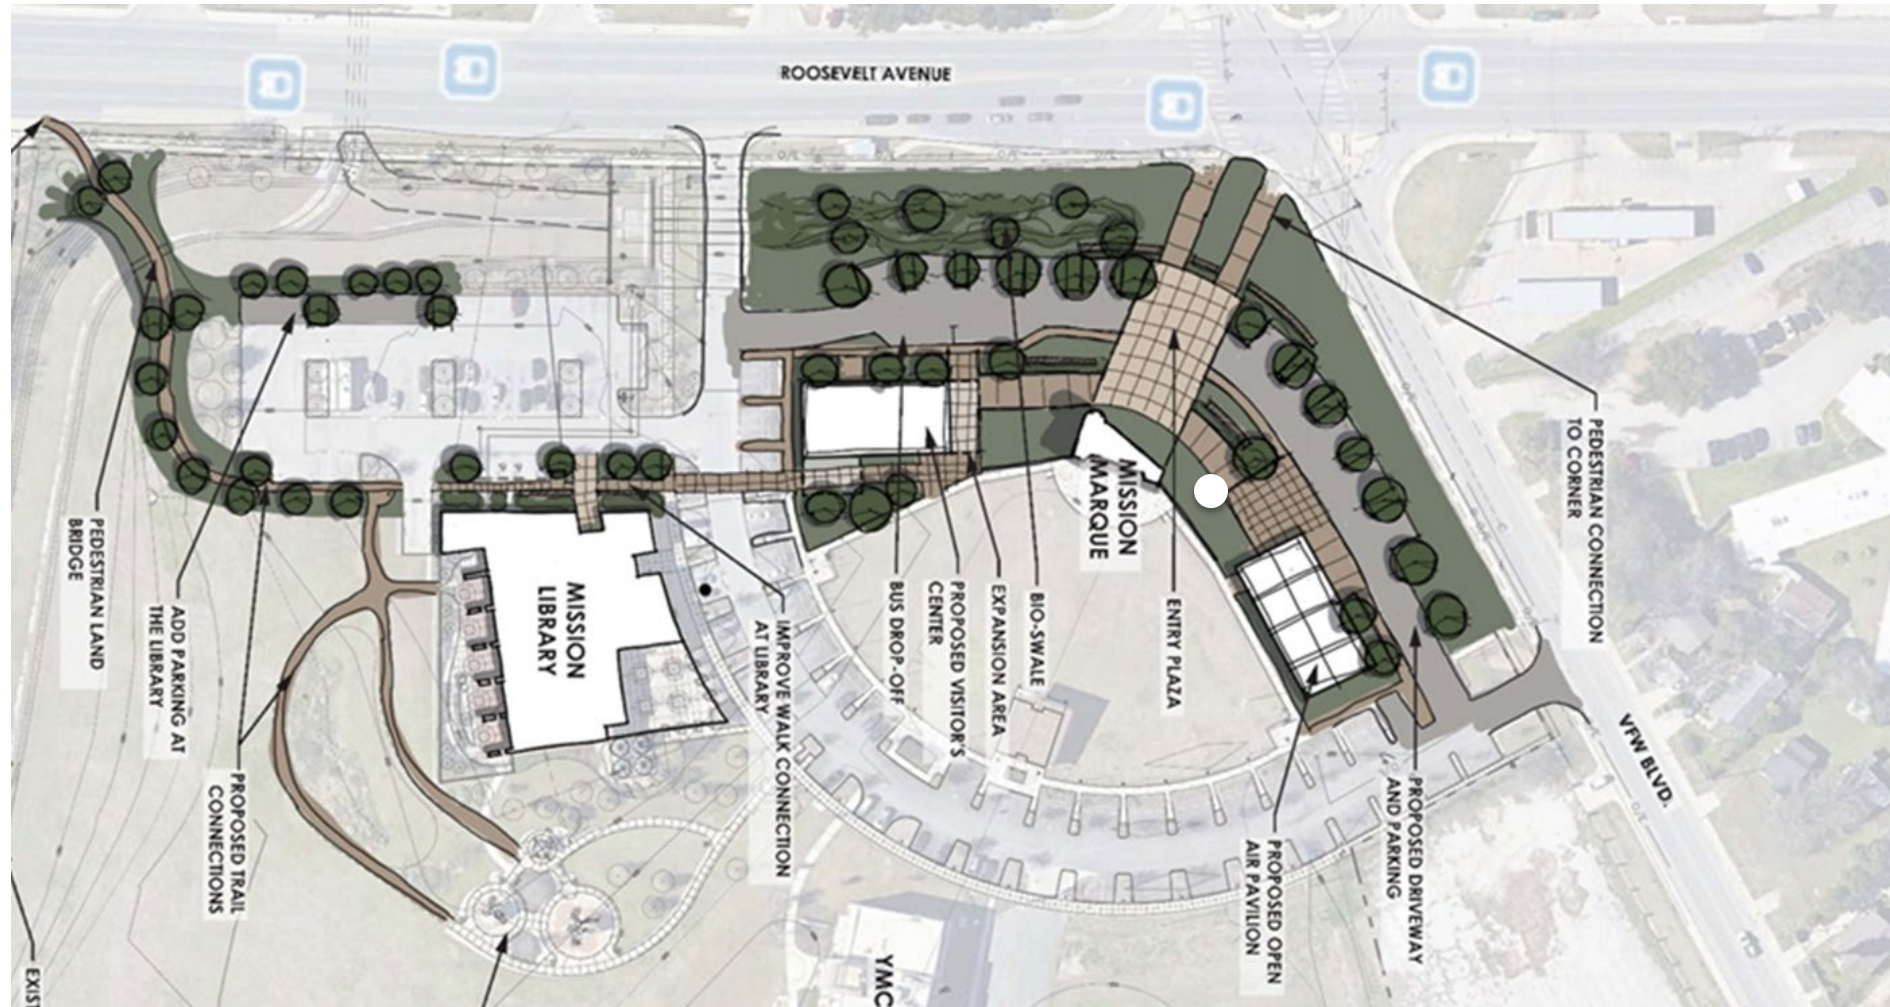 ROOSEVELT AVENUE
PEDESTRIAN CONNECTION
TO CORNER
MISSION
MARQUE
PEDESTRIAN LAND
BRIDGE
ADD PARKING AT
THE LIBRARY
PROPOSED TRAIL
CONNECTIONS
MISSION
LIBRARY
IMPROVE WALK CONNECTION
AT LIBRARY
BUS DROP-OFF
PROPOSED VISITOR'S
CENTER
EXPANSION AREA
BIO-SWALE
ENTRY PLAZA
PROPOSED OPEN
AIR PAVILION
PROPOSED DRIVEWAY
AND PARKING
VFW BLVD.
YMC
EXIST